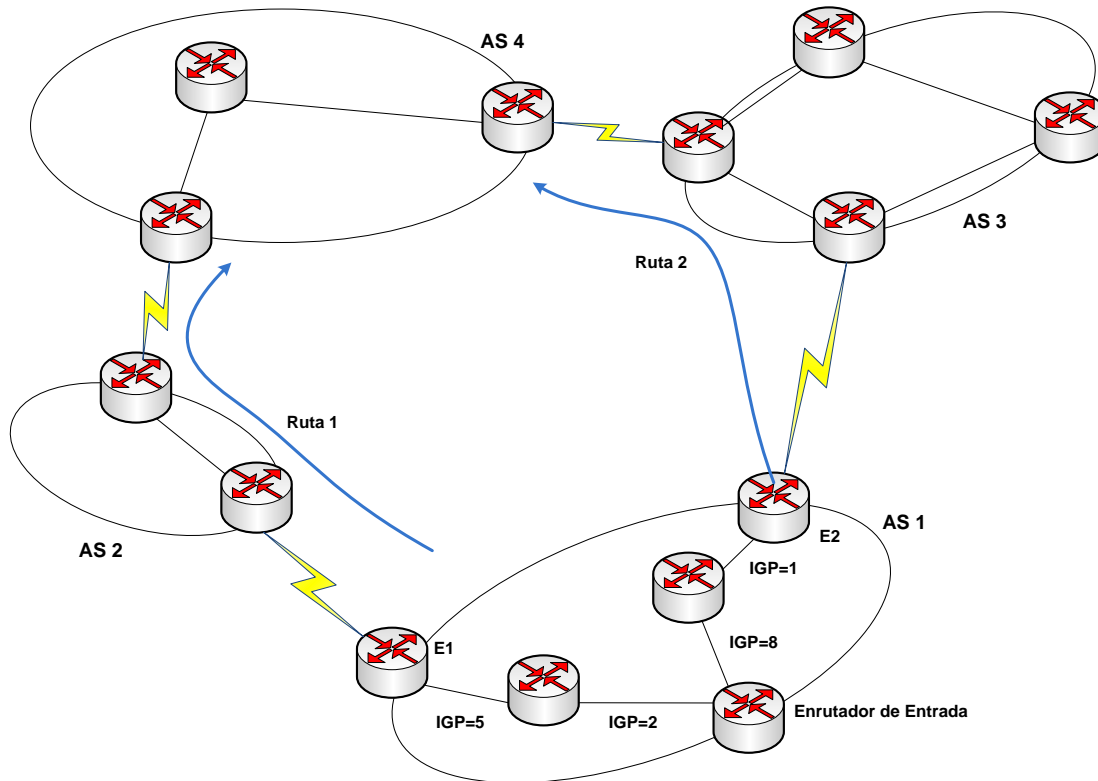 AS 4
AS 3
Ruta 2
Ruta 1
AS 2
AS 1
E2
IGP=1
IGP=8
E1
IGP=5
IGP=2
Enrutador de Entrada